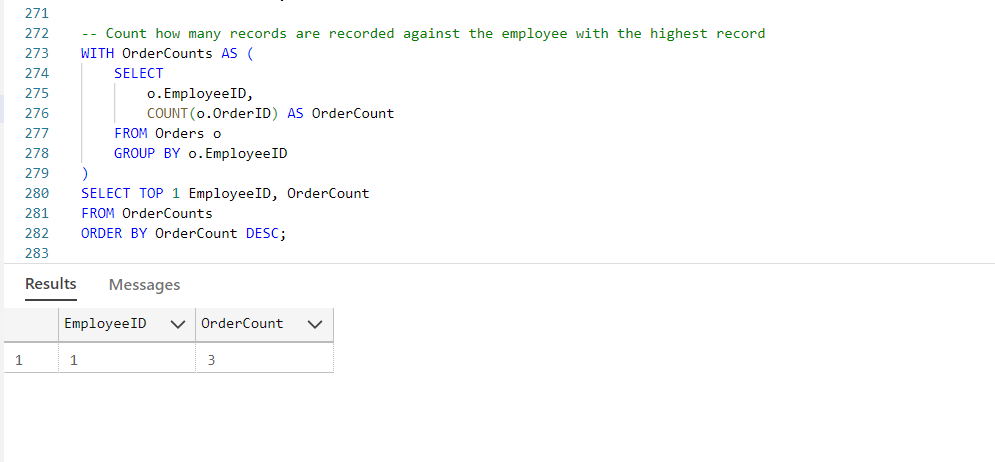 271
272 -- Count how many records are recorded against the employee with the highest record
273 WITH OrderCounts AS (
274 SELECT
275 o.EmployeeID,
276 COUNT(o.OrderID) AS OrderCount
277 FROM Orders o
278 GROUP BY o.EmployeeID
279 )
280 SELECT TOP 1 EmployeeID, OrderCount
281 FROM OrderCounts
282 ORDER BY OrderCount DESC;
283
Results Messages
EmployeeID OrderCount
1 1 3